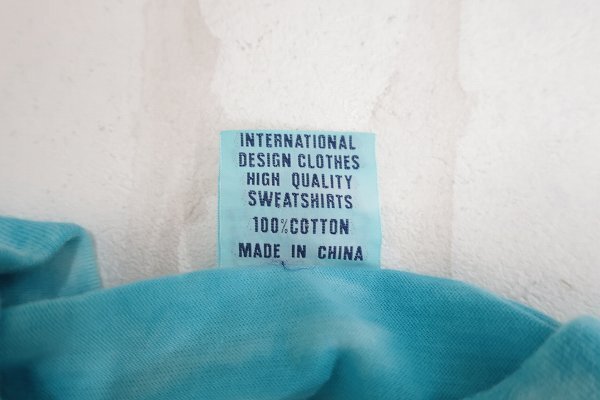 INTERNATIONAL
DESIGN CLOTHES
HIGH QUALITY
SWEATSHIRTS
100%COTTON
MADE IN CHINA